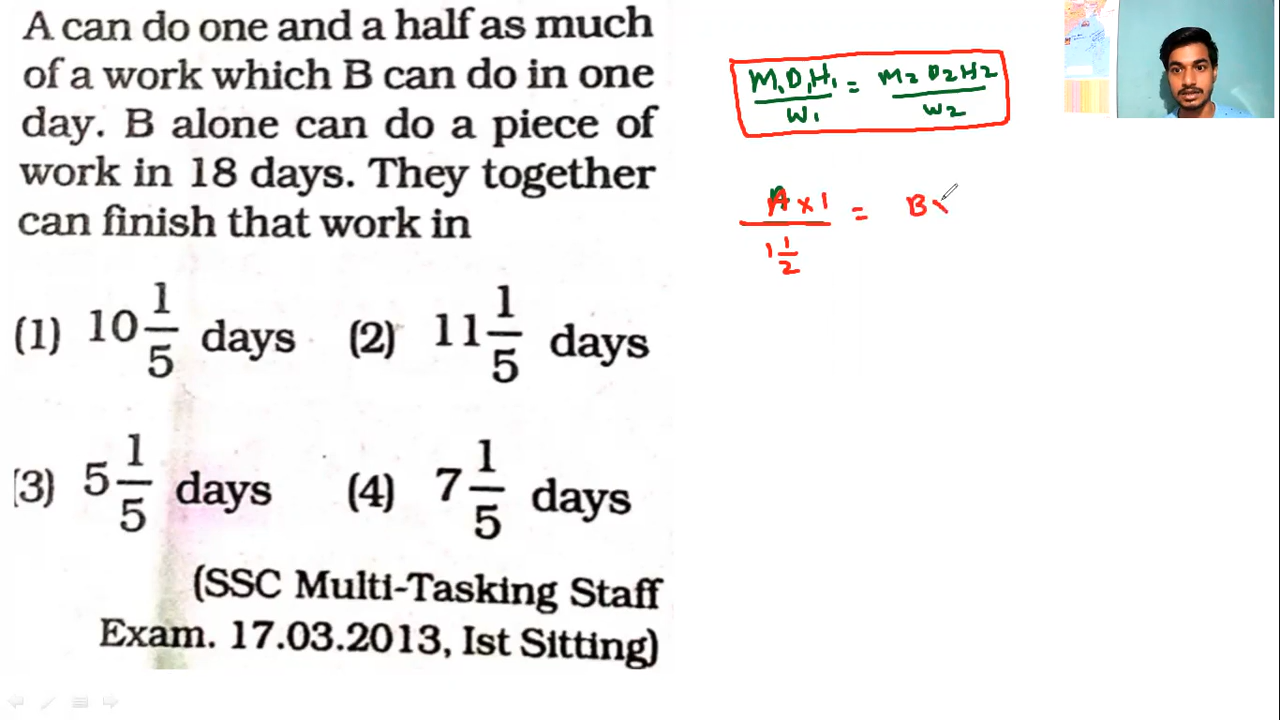 A can do one and a half as much
of a work which B can do in one
day. B alone can do a piece of
work in 18 days. They together
can finish that work in
(1) 10 1/5 days (2) 11 1/5 days
(3) 5 1/5 days (4) 7 1/5 days
(SSC Multi-Tasking Staff
Exam. 17.03.2013, Ist Sitting)
M₁D₁H₁/W₁ = M₂D₂H₂/W₂
A × 1 / 1 1/2 = B